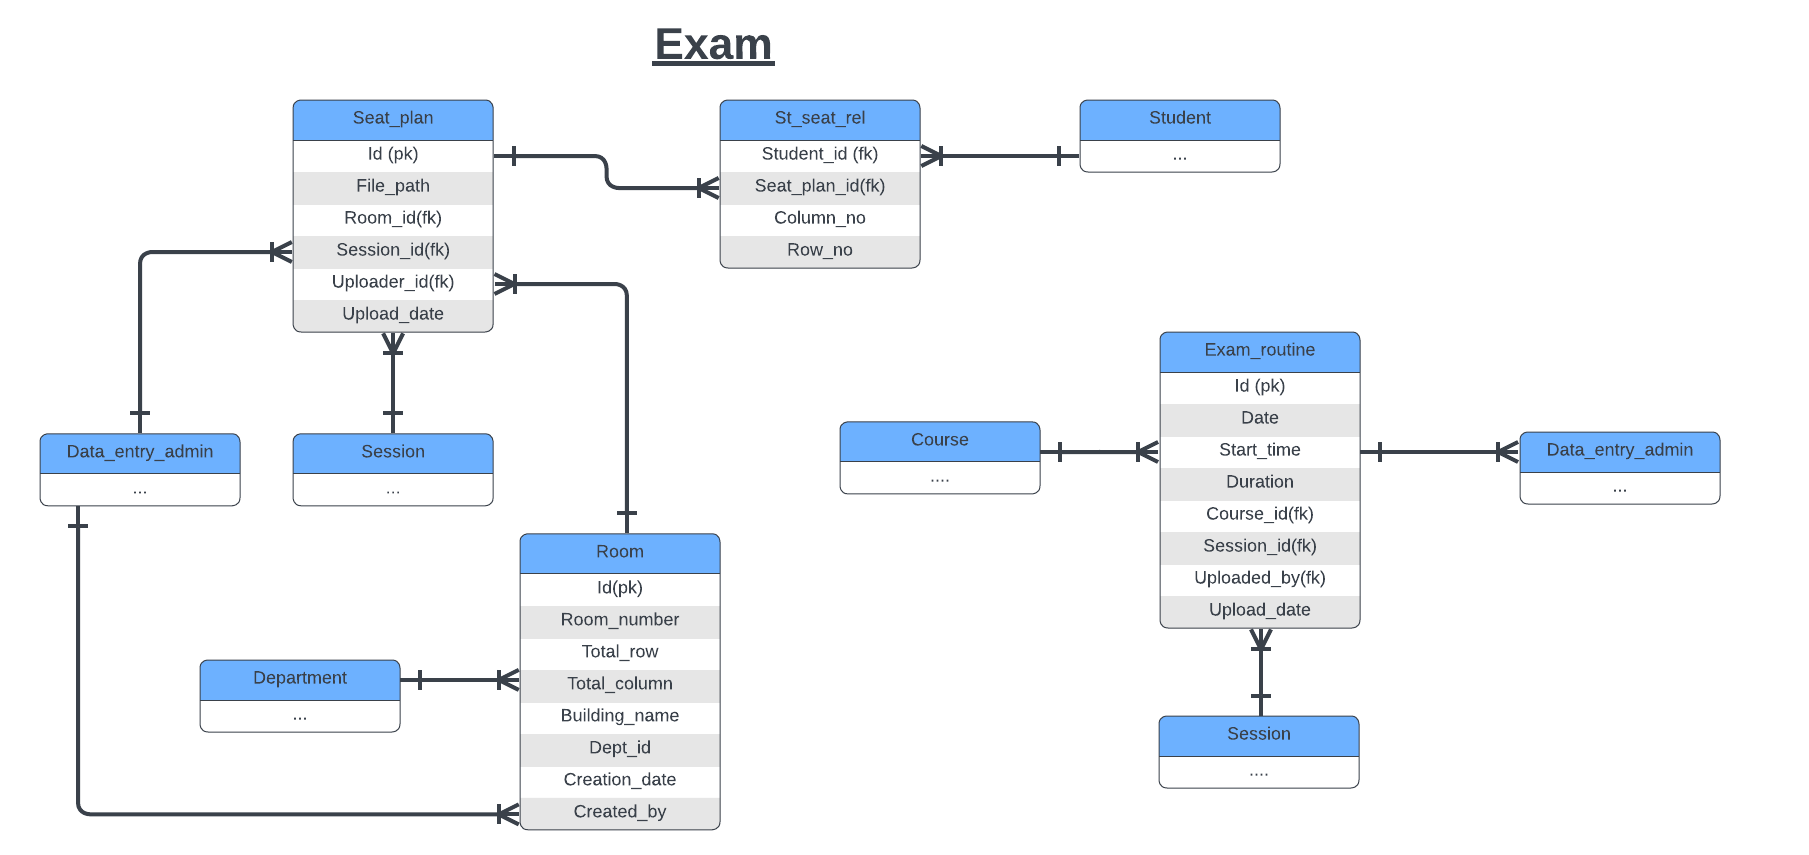 Exam
Seat_plan
Id (pk)
File_path
Room_id(fk)
Session_id(fk)
Uploader_id(fk)
Upload_date
St_seat_rel
Student_id (fk)
Seat_plan_id(fk)
Column_no
Row_no
Student
...
Data_entry_admin
...
Session
...
Room
Id(pk)
Room_number
Total_row
Total_column
Building_name
Dept_id
Creation_date
Created_by
Department
...
Course
....
Exam_routine
Id (pk)
Date
Start_time
Duration
Course_id(fk)
Session_id(fk)
Uploaded_by(fk)
Upload_date
Data_entry_admin
...
Session
....